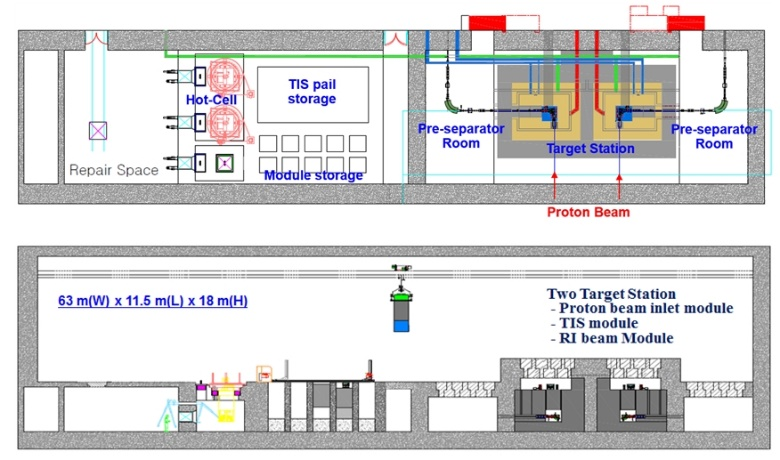 TIS pail
storage
Hot-Cell
Pre-separator
Room
Pre-separator
Room
Target Station
Repair Space
Module storage
Proton Beam
63 m(W) x 11.5 m(L) x 18 m(H)
Two Target Station
- Proton beam inlet module
- TIS module
- RI beam Module